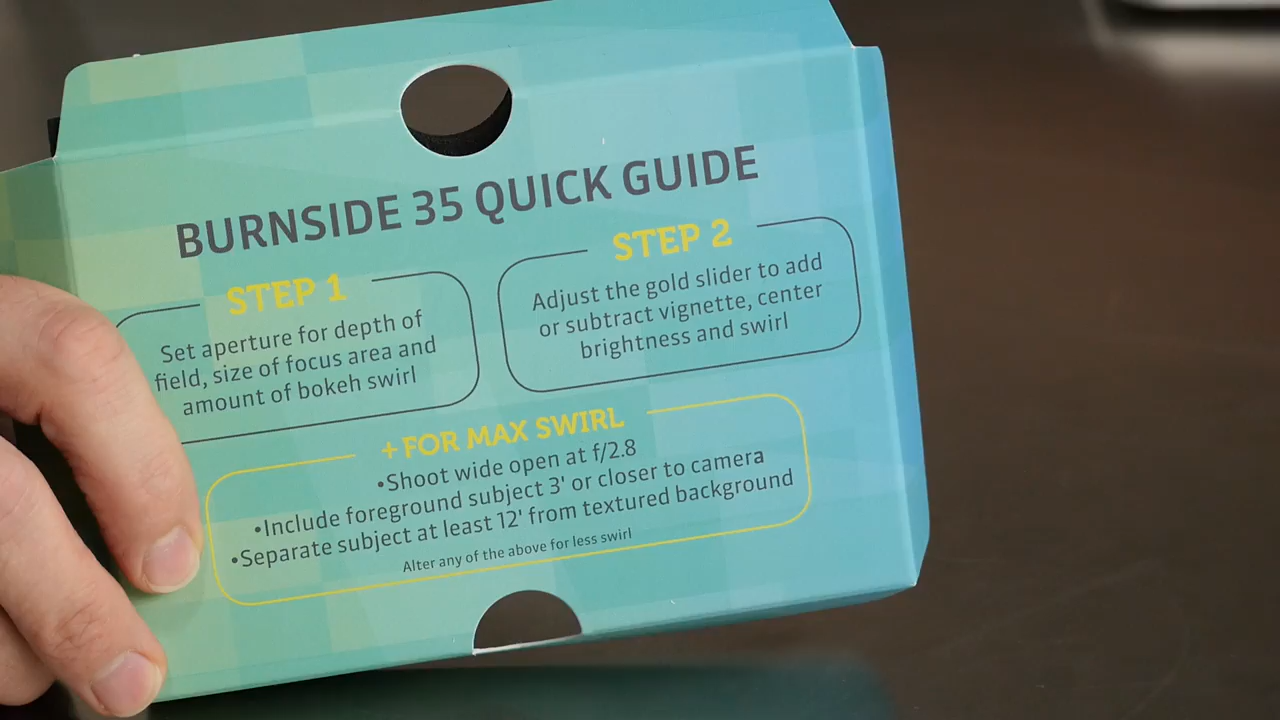 BURNSIDE 35 QUICK GUIDE
STEP 1
Set aperture for depth of
field, size of focus area and
amount of bokeh swirl
STEP 2
Adjust the gold slider to add
or subtract vignette, center
brightness and swirl
+ FOR MAX SWIRL
•Shoot wide open at f/2.8
•Include foreground subject 3' or closer to camera
•Separate subject at least 12' from textured background
Alter any of the above for less swirl